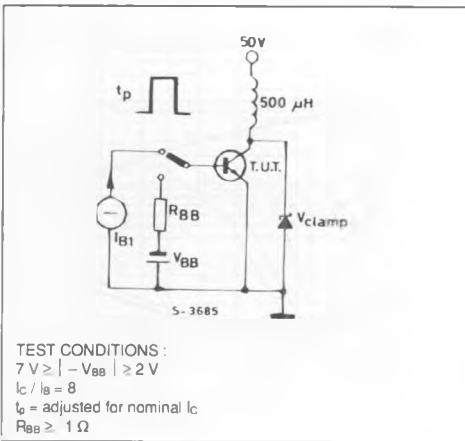 50V
tp
500 μH
T.U.T.
RBB
Vclamp
IB1
VBB
S-3685
TEST CONDITIONS :
7 V ≥ | – VBB | ≥ 2 V
IC / IB = 8
tp = adjusted for nominal IC
RBB ≥ 1 Ω